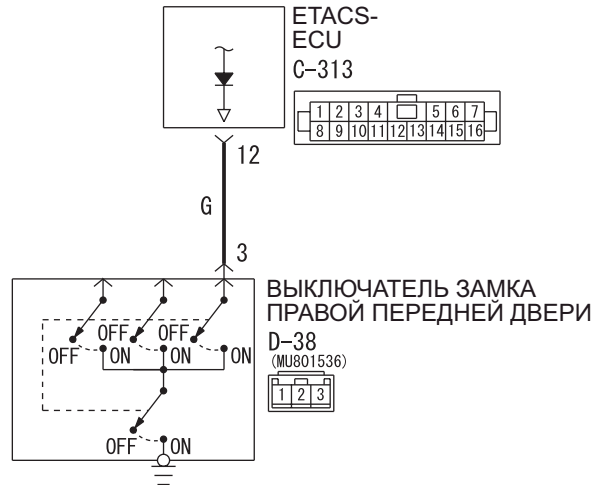 ETACS-
ECU
C-313
1 2 3 4 5 6 7
8 9 10 11 12 13 14 15 16
12
G
3
ВЫКЛЮЧАТЕЛЬ ЗАМКА
ПРАВОЙ ПЕРЕДНЕЙ ДВЕРИ
D-38
(MU801536)
1 2 3
OFF OFF
OFF ON ON ON
OFF ON